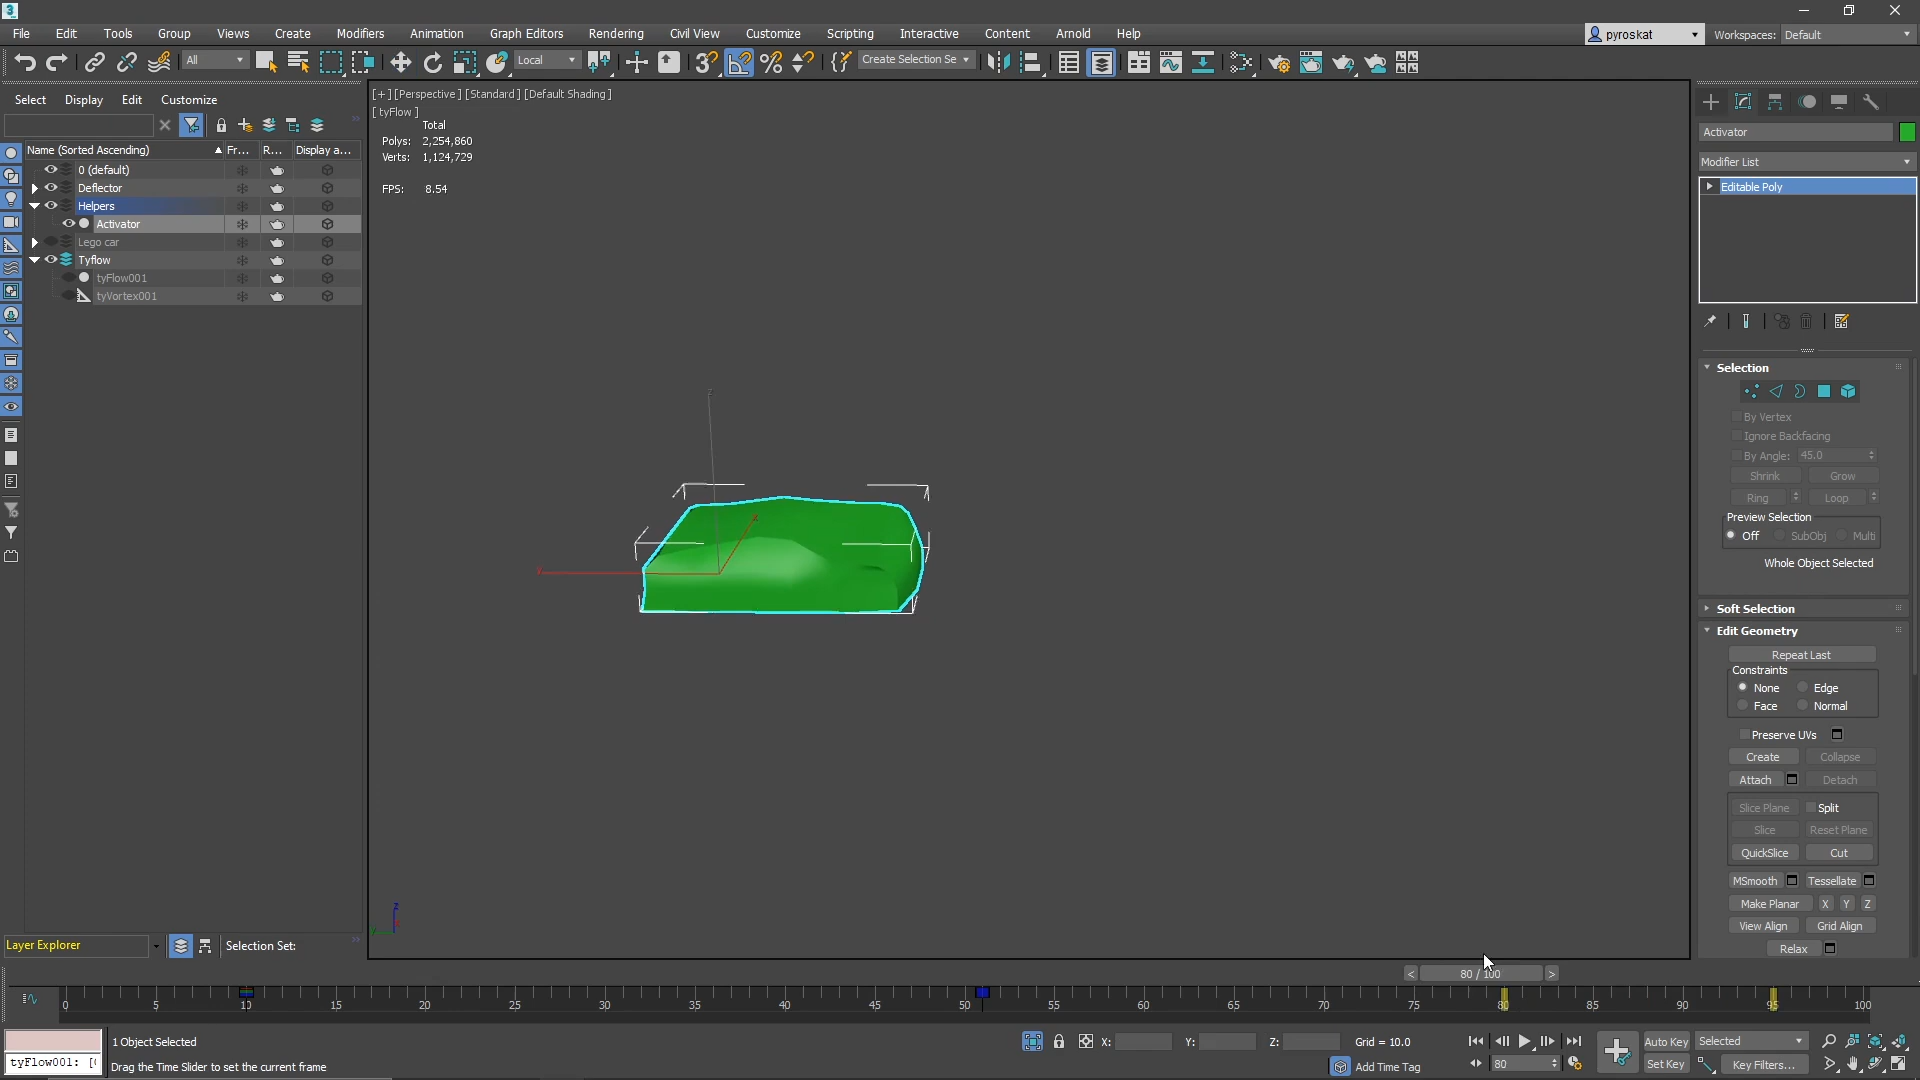 3
File Edit Tools Group Views Create Modifiers Animation Graph Editors Rendering Civil View Customize Scripting Interactive Content Arnold Help
pyroskat Workspaces: Default
All Local Create Selection Se
Select Display Edit Customize
[+] [Perspective] [Standard] [Default Shading]
[tyFlow]
Total
Polys: 2,254,860
Verts: 1,124,729
FPS: 8.54
Name (Sorted Ascending) Fr... R... Display a...
0 (default)
Deflector
Helpers
Activator
Lego car
Tyflow
tyFlow001
tyVortex001
Activator
Modifier List
Editable Poly
Selection
By Vertex
Ignore Backfacing
By Angle: 45.0
Shrink Grow
Ring Loop
Preview Selection
Off SubObj Multi
Whole Object Selected
Soft Selection
Edit Geometry
Repeat Last
Constraints
None Edge
Face Normal
Preserve UVs
Create Collapse
Attach Detach
Slice Plane Split
Slice Reset Plane
QuickSlice Cut
MSmooth Tessellate
Make Planar X Y Z
View Align Grid Align
Relax
Layer Explorer Selection Set:
< 80 / 100 >
0 5 10 15 20 25 30 35 40 45 50 55 60 65 70 75 80 85 90 95 100
1 Object Selected X: Y: Z: Grid = 10.0 Auto Key Selected
tyFlow001: [( Drag the Time Slider to set the current frame Add Time Tag 80 Set Key Key Filters...